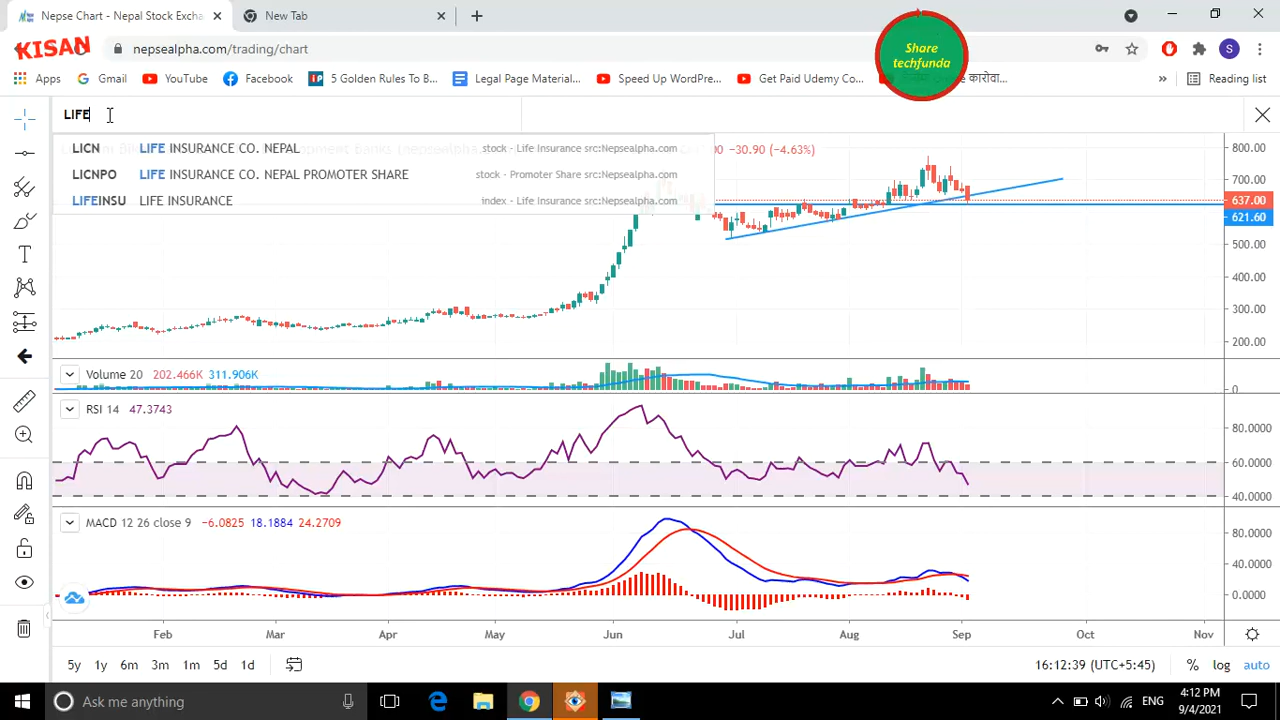 Nepse Chart - Nepal Stock Excha
New Tab
KISAN
nepsealpha.com/trading/chart
Share
techfunda
S
Apps
Gmail
YouTube
Facebook
5 Golden Rules To B...
Legal Page Material...
Speed Up WordPre...
Get Paid Udemy Co...
कारोवा...
»
Reading list
LIFE
LICN LIFE INSURANCE CO. NEPAL stock - Life Insurance src:Nepsealpha.com
−30.90 (−4.63%)
LICNPO LIFE INSURANCE CO. NEPAL PROMOTER SHARE stock - Promoter Share src:Nepsealpha.com
LIFEINSU LIFE INSURANCE index - Life Insurance src:Nepsealpha.com
800.00
700.00
637.00
621.60
500.00
400.00
300.00
200.00
Volume 20 202.466K 311.906K
0
RSI 14 47.3743
80.0000
60.0000
40.0000
MACD 12 26 close 9 −6.0825 18.1884 24.2709
80.0000
40.0000
0.0000
Feb Mar Apr May Jun Jul Aug Sep Oct Nov
5y 1y 6m 3m 1m 5d 1d
16:12:39 (UTC+5:45) % log auto
Ask me anything
ENG
4:12 PM
9/4/2021